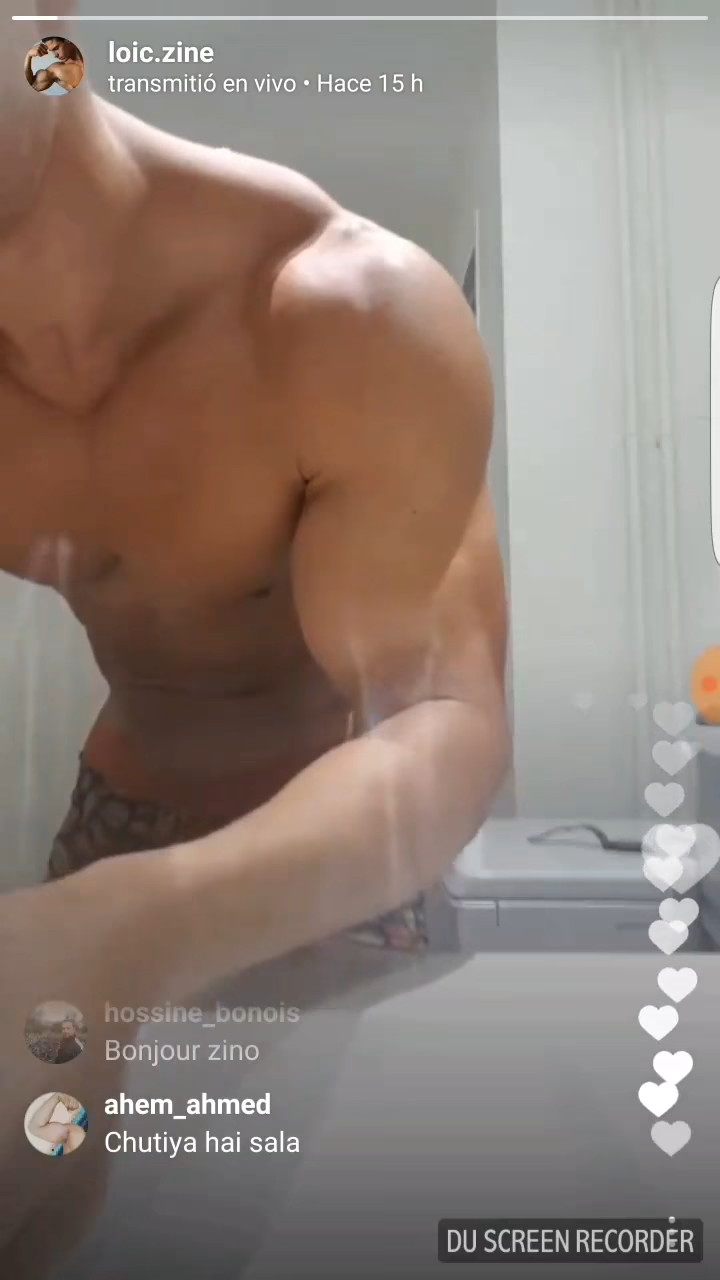 loic.zine
transmitió en vivo • Hace 15 h
hossine_bonois
Bonjour zino
ahem_ahmed
Chutiya hai sala
DU SCREEN RECORDER